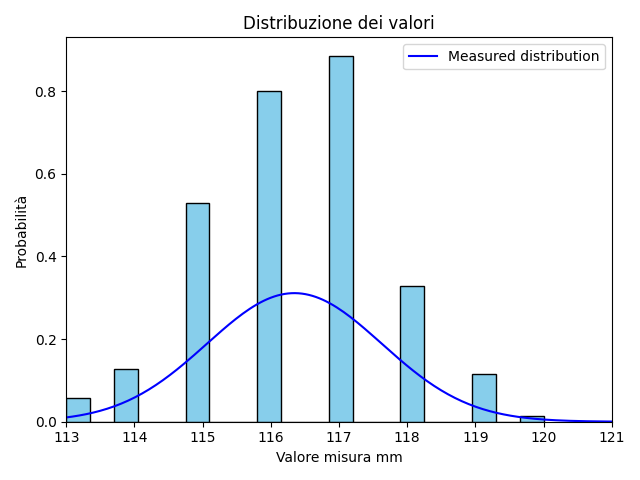 Distribuzione dei valori
Measured distribution
Probabilità
0.8
0.6
0.4
0.2
0.0
113 114 115 116 117 118 119 120 121
Valore misura mm